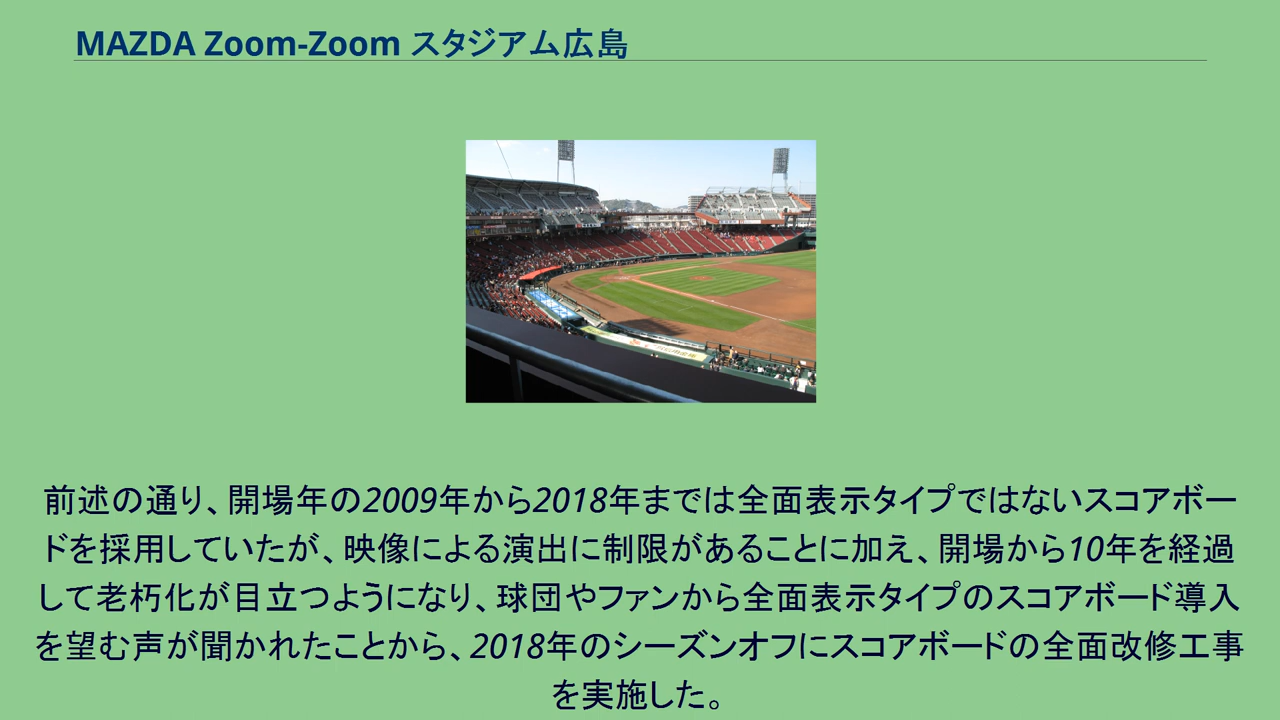 MAZDA Zoom-Zoom スタジアム広島
前述の通り、開場年の2009年から2018年までは全面表示タイプではないスコアボー
ドを採用していたが、映像による演出に制限があることに加え、開場から10年を経過
して老朽化が目立つようになり、球団やファンから全面表示タイプのスコアボード導入
を望む声が聞かれたことから、2018年のシーズンオフにスコアボードの全面改修工事
を実施した。